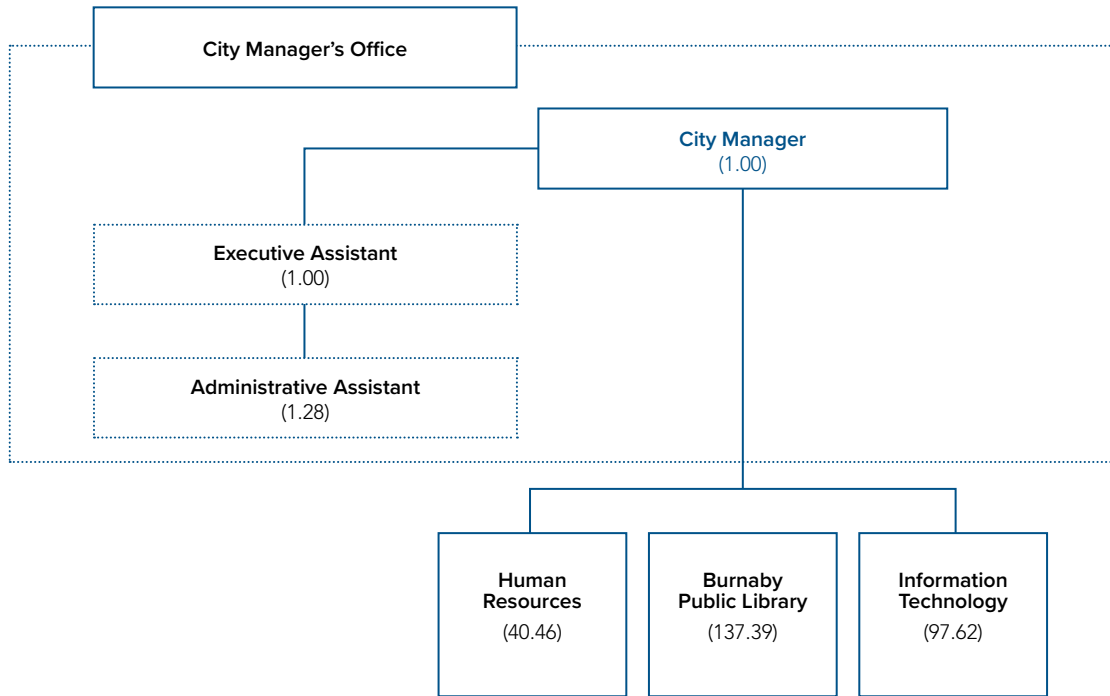 City Manager’s Office
City Manager
(1.00)
Executive Assistant
(1.00)
Administrative Assistant
(1.28)
Human
Resources
(40.46)
Burnaby
Public Library
(137.39)
Information
Technology
(97.62)